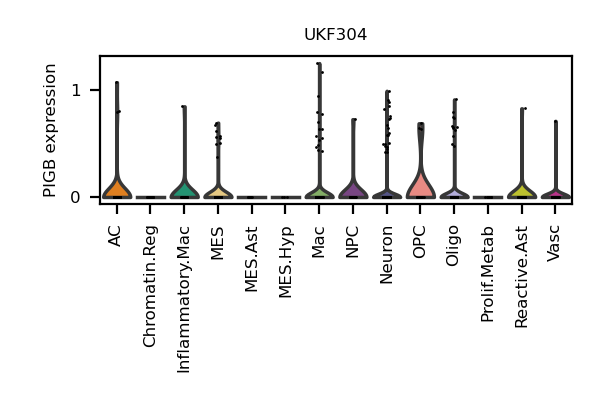 UKF304
PIGB expression
1
0
AC
Chromatin.Reg
Inflammatory.Mac
MES
MES.Ast
MES.Hyp
Mac
NPC
Neuron
OPC
Oligo
Prolif.Metab
Reactive.Ast
Vasc